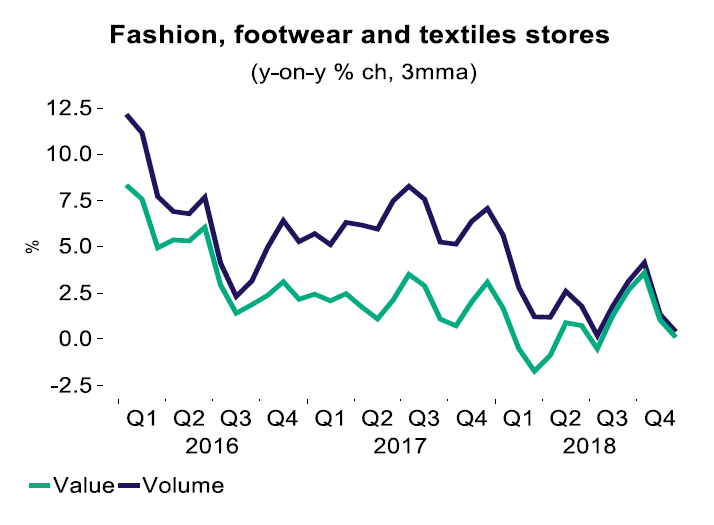 Fashion, footwear and textiles stores
(y-on-y % ch, 3mma)
12.5
10.0
7.5
5.0
2.5
0.0
-2.5
%
Q1 Q2 Q3 Q4 Q1 Q2 Q3 Q4 Q1 Q2 Q3 Q4
2016 2017 2018
Value Volume